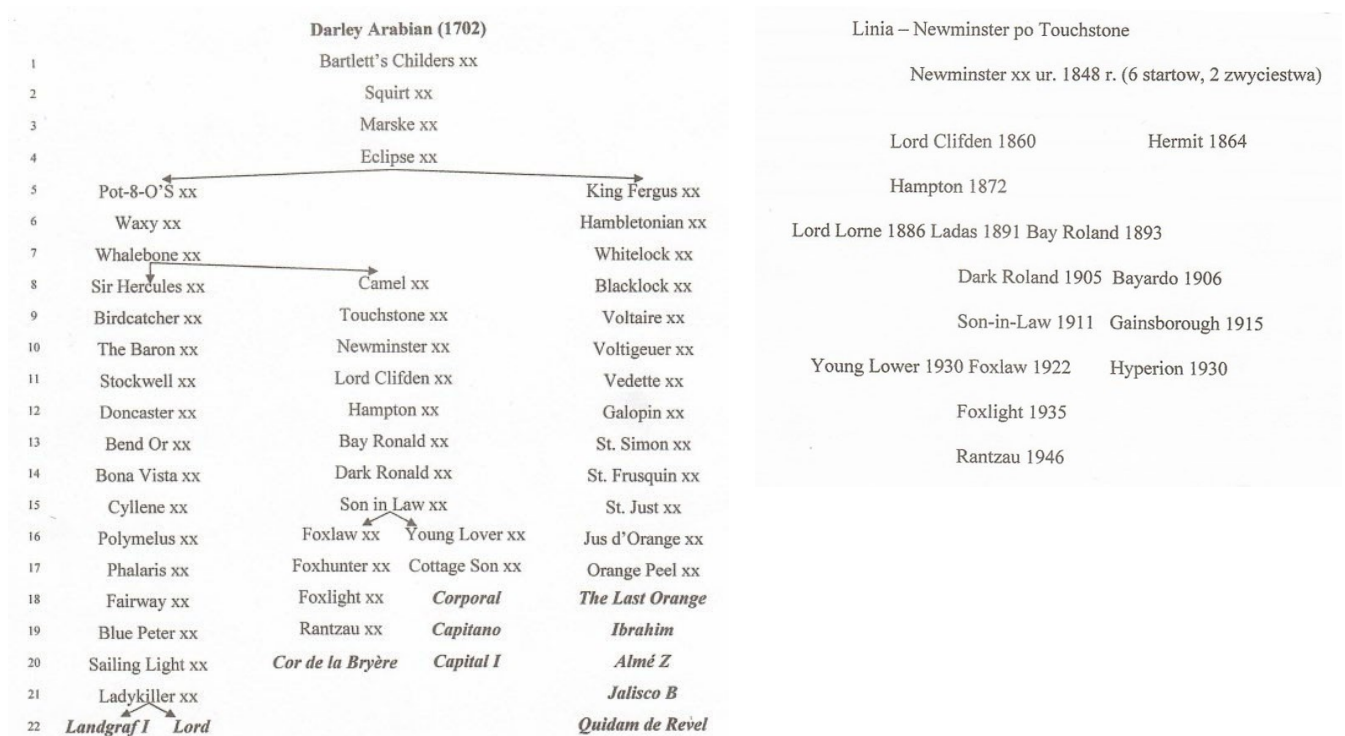 Darley Arabian (1702)
1 Bartlett's Childers xx
2 Squirt xx
3 Marske xx
4 Eclipse xx
5 Pot-8-O'S xx King Fergus xx
6 Waxy xx Hambletonian xx
7 Whalebone xx Whitelock xx
8 Sir Hercules xx Camel xx Blacklock xx
9 Birdcatcher xx Touchstone xx Voltaire xx
10 The Baron xx Newminster xx Voltigeuer xx
11 Stockwell xx Lord Clifden xx Vedette xx
12 Doncaster xx Hampton xx Galopin xx
13 Bend Or xx Bay Ronald xx St. Simon xx
14 Bona Vista xx Dark Ronald xx St. Frusquin xx
15 Cyllene xx Son in Law xx St. Just xx
16 Polymelus xx Foxlaw xx Young Lover xx Jus d'Orange xx
17 Phalaris xx Foxhunter xx Cottage Son xx Orange Peel xx
18 Fairway xx Foxlight xx Corporal The Last Orange
19 Blue Peter xx Rantzau xx Capitano Ibrahim
20 Sailing Light xx Cor de la Bryère Capital I Almé Z
21 Ladykiller xx Jalisco B
22 Landgraf I Lord Quidam de Revel
Linia – Newminster po Touchstone
Newminster xx ur. 1848 r. (6 startow, 2 zwyciestwa)
Lord Clifden 1860 Hermit 1864
Hampton 1872
Lord Lorne 1886 Ladas 1891 Bay Roland 1893
Dark Roland 1905 Bayardo 1906
Son-in-Law 1911 Gainsborough 1915
Young Lower 1930 Foxlaw 1922 Hyperion 1930
Foxlight 1935
Rantzau 1946